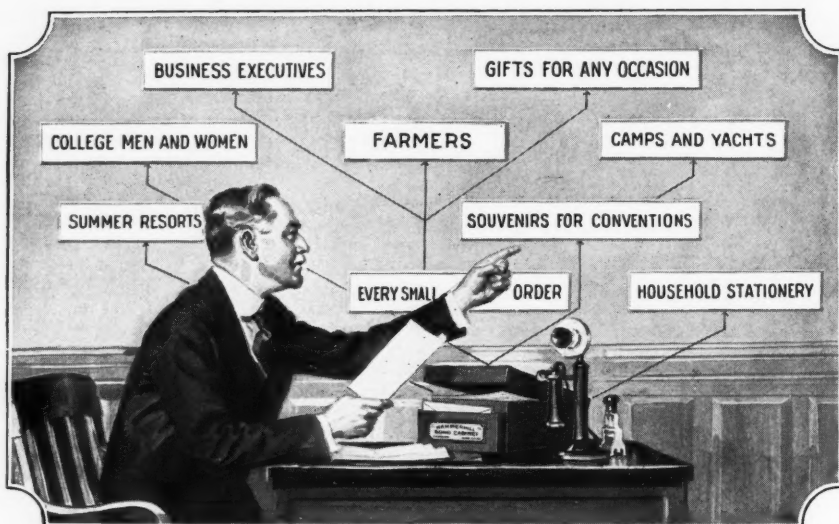 BUSINESS EXECUTIVES
GIFTS FOR ANY OCCASION
COLLEGE MEN AND WOMEN
FARMERS
CAMPS AND YACHTS
SUMMER RESORTS
SOUVENIRS FOR CONVENTIONS
EVERY SMALL ORDER
HOUSEHOLD STATIONERY
HAMMERMILL